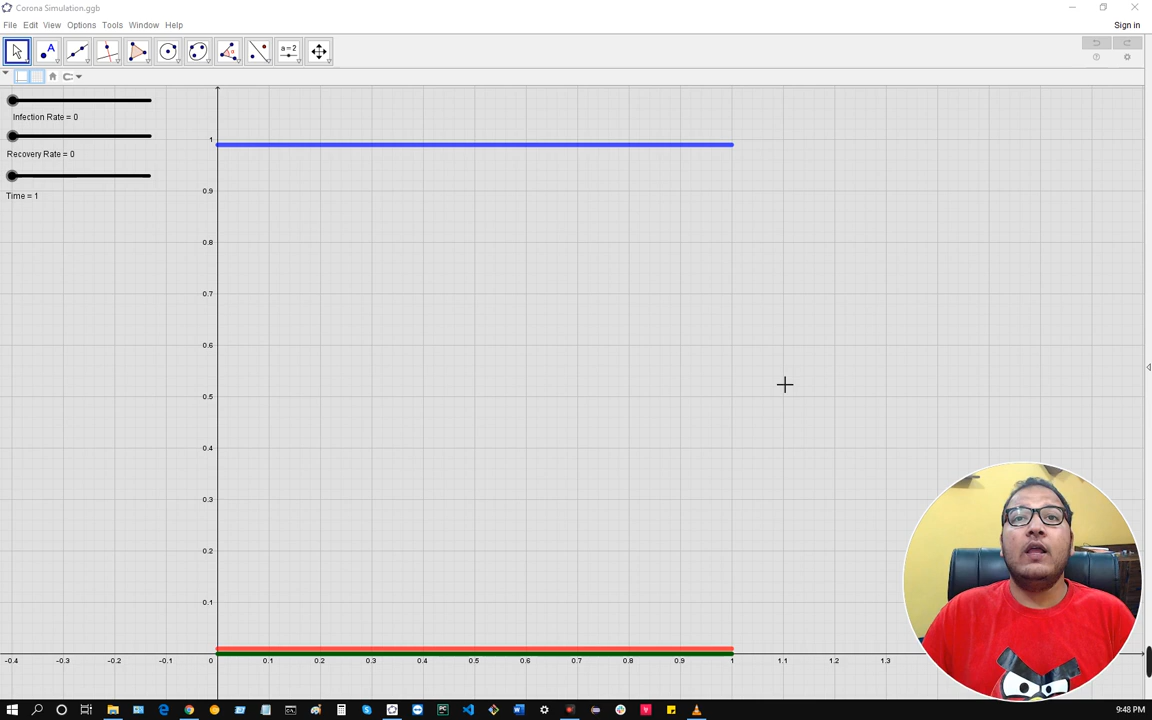 Corona Simulation.ggb
File Edit View Options Tools Window Help
Sign in
A
a=2
Infection Rate = 0
Recovery Rate = 0
Time = 1
1
0.9
0.8
0.7
0.6
0.5
0.4
0.3
0.2
0.1
-0.4 -0.3 -0.2 -0.1 0 0.1 0.2 0.3 0.4 0.5 0.6 0.7 0.8 0.9 1 1.1 1.2 1.3
9:48 PM